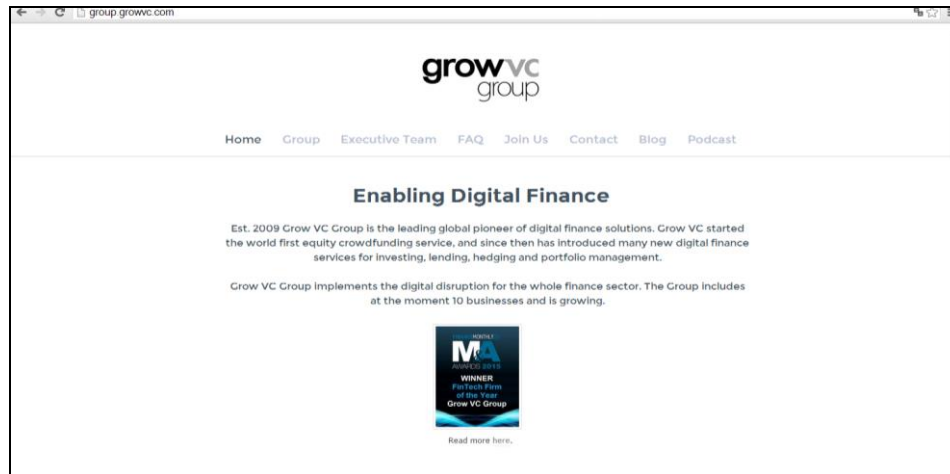 group.growvc.com
growvc
group
Home Group Executive Team FAQ Join Us Contact Blog Podcast
Enabling Digital Finance
Est. 2009 Grow VC Group is the leading global pioneer of digital finance solutions. Grow VC started
the world first equity crowdfunding service, and since then has introduced many new digital finance
services for investing, lending, hedging and portfolio management.
Grow VC Group implements the digital disruption for the whole finance sector. The Group includes
at the moment 10 businesses and is growing.
MONTHLY
M&A
AWARDS 2015
WINNER
FinTech Firm
of the Year
Grow VC Group
Read more here.